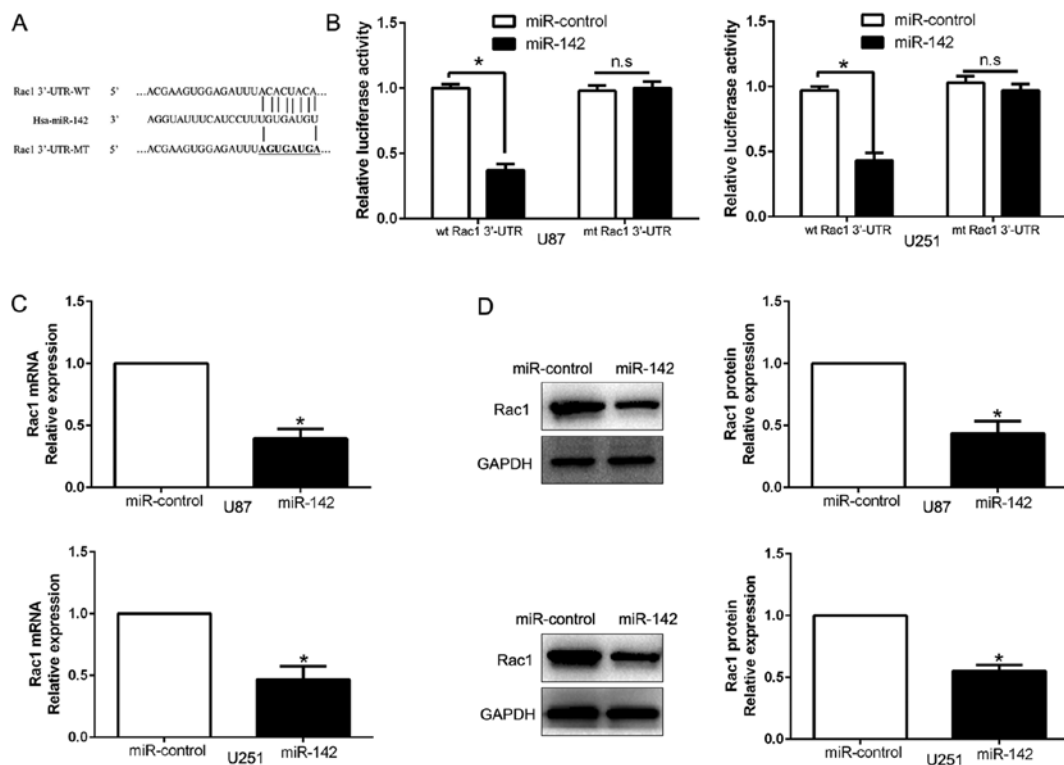 A
Rac1 3'-UTR-WT 5' ...ACGAAGUGGAGAUUUACACUACA...
Hsa-miR-142 3' AGGUAUUUCAUCCUUUGUGAUGU
Rac1 3'-UTR-MT 5' ...ACGAAGUGGAGAUUUAGUGAUGA...
B
miR-control
miR-142
Relative luciferase activity
1.5
1.0
0.5
0.0
*
n.s
wt Rac1 3'-UTR
mt Rac1 3'-UTR
U87
miR-control
miR-142
Relative luciferase activity
1.5
1.0
0.5
0.0
*
n.s
wt Rac1 3'-UTR
mt Rac1 3'-UTR
U251
C
Rac1 mRNA
Relative expression
1.5
1.0
0.5
0.0
*
miR-control
miR-142
U87
Rac1 mRNA
Relative expression
1.5
1.0
0.5
0.0
*
miR-control
miR-142
U251
D
miR-control miR-142
Rac1
GAPDH
Rac1 protein
Relative expression
1.5
1.0
0.5
0.0
*
miR-control
miR-142
U87
miR-control miR-142
Rac1
GAPDH
Rac1 protein
Relative expression
1.5
1.0
0.5
0.0
*
miR-control
miR-142
U251